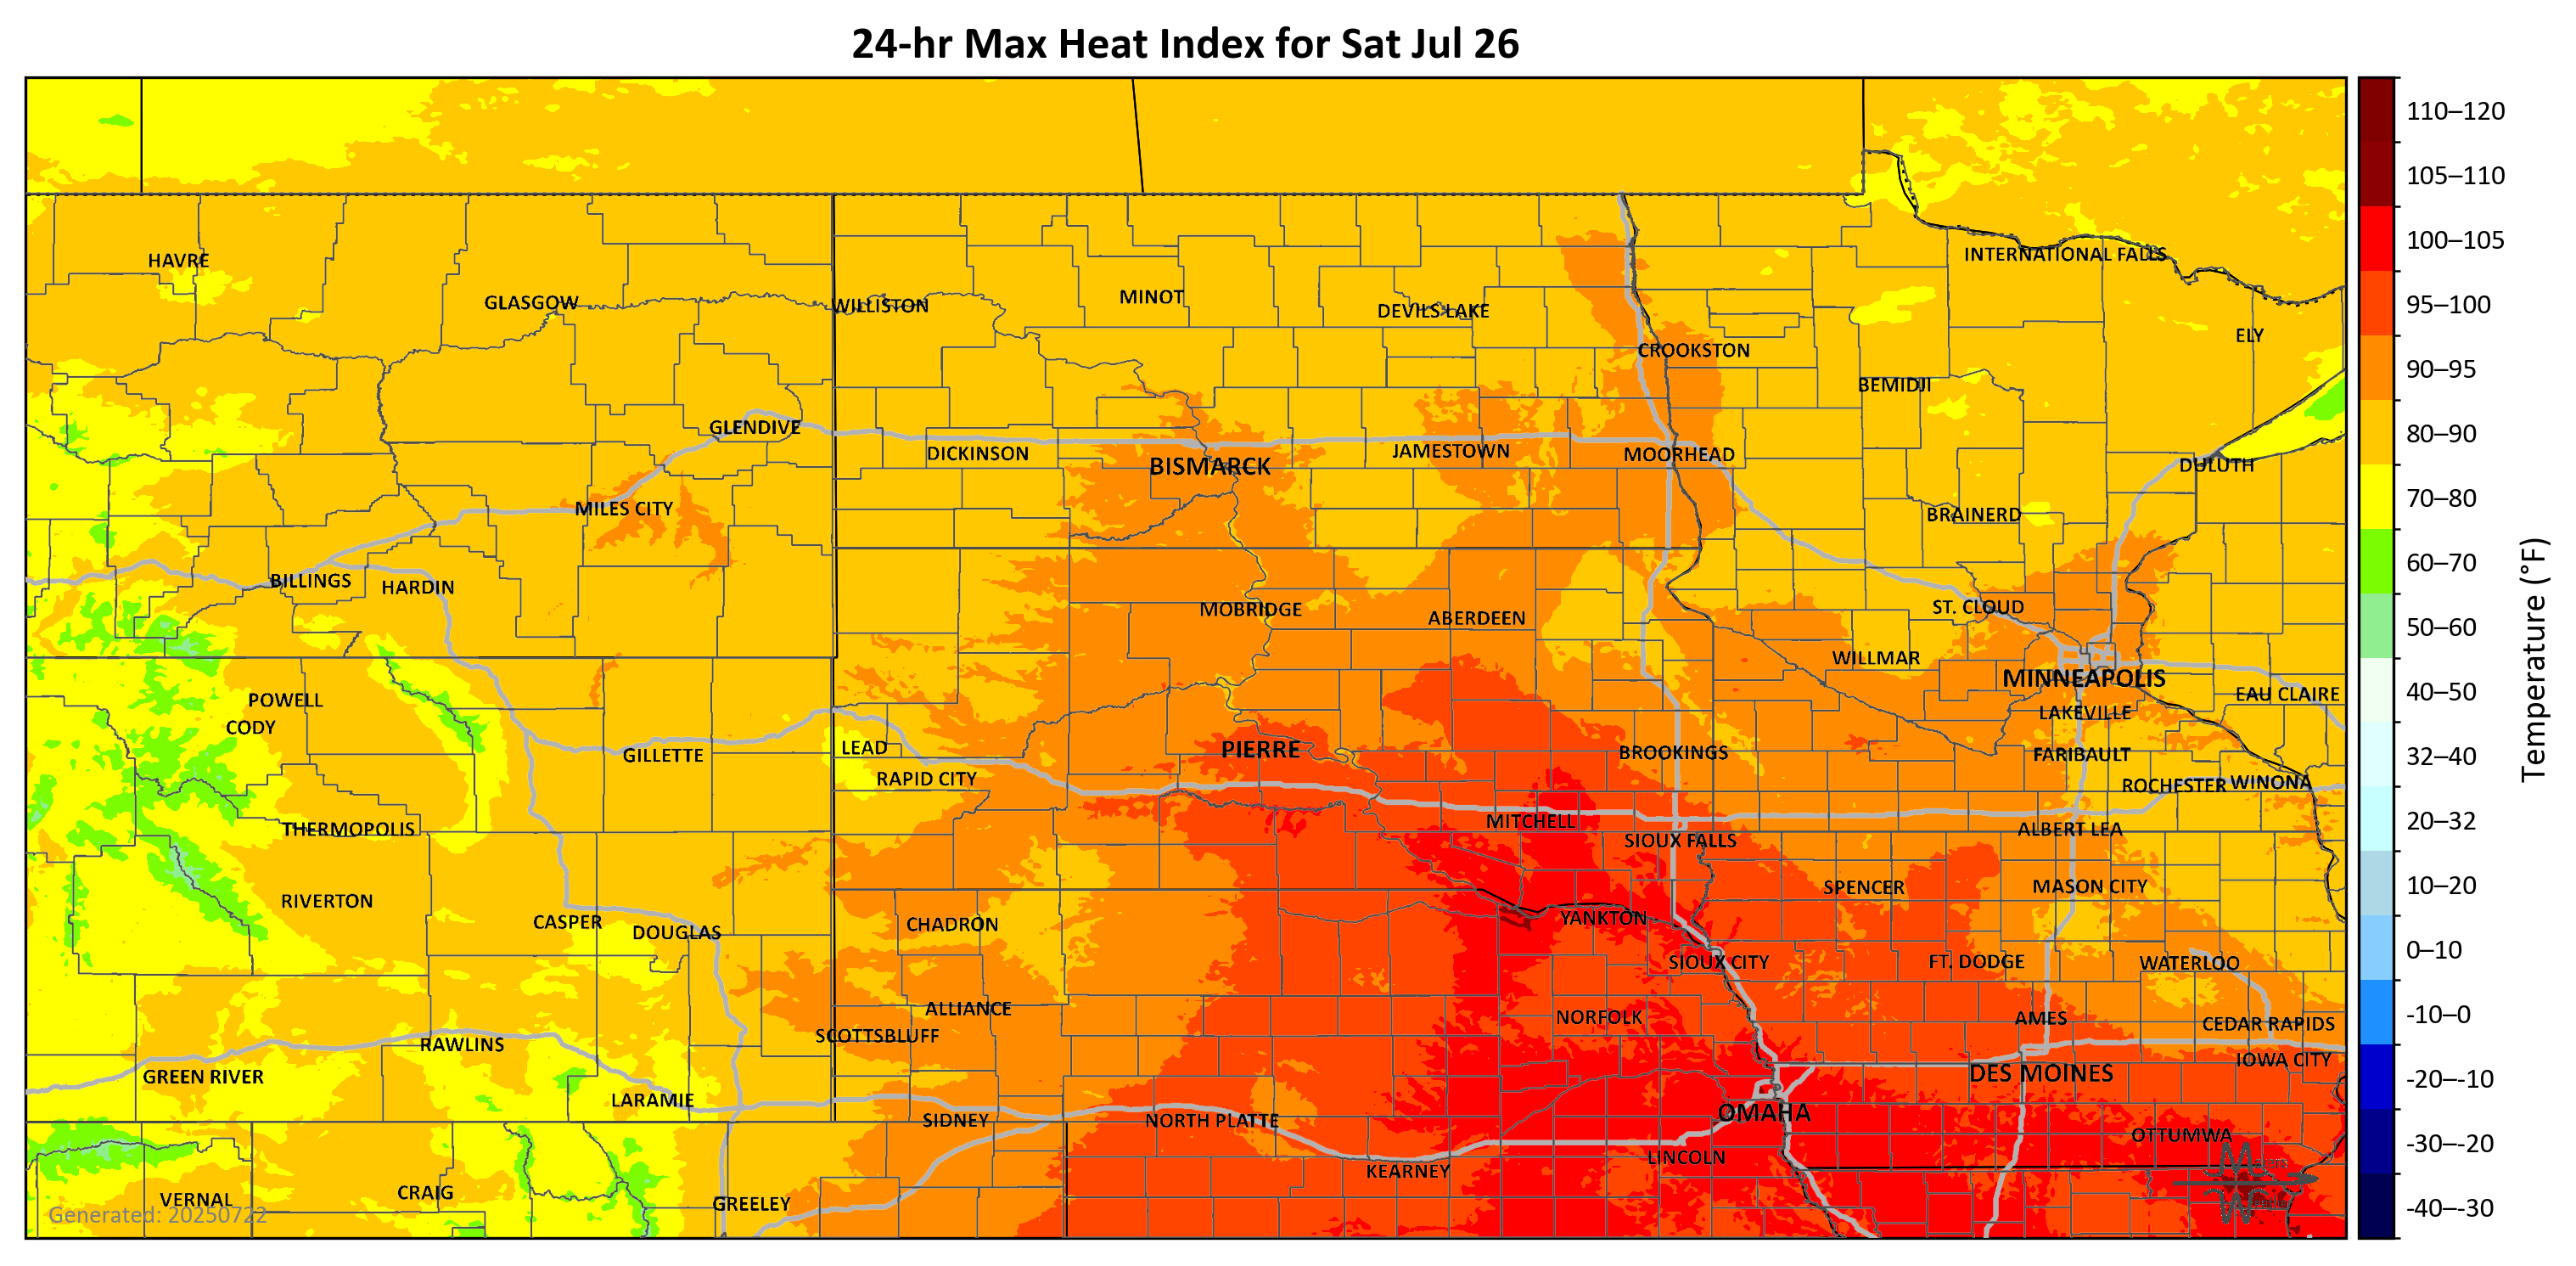 24-hr Max Heat Index for Sat Jul 26
110–120
105–110
100–105
95–100
90–95
80–90
70–80
60–70
50–60
40–50
32–40
20–32
10–20
0–10
-10–0
-20–-10
-30–-20
-40–-30
Temperature (°F)
INTERNATIONAL FALLS
HAVRE
MINOT
GLASGOW
WILLISTON
DEVILS LAKE
ELY
CROOKSTON
BEMIDJI
GLENDIVE
DICKINSON
JAMESTOWN
MOORHEAD
BISMARCK
DULUTH
MILES CITY
BRAINERD
BILLINGS
HARDIN
MOBRIDGE
ABERDEEN
ST. CLOUD
WILLMAR
MINNEAPOLIS
POWELL
EAU CLAIRE
CODY
LAKEVILLE
GILLETTE
LEAD
PIERRE
BROOKINGS
FARIBAULT
RAPID CITY
ROCHESTER
WINONA
THERMOPOLIS
MITCHELL
ALBERT LEA
SIOUX FALLS
SPENCER
MASON CITY
RIVERTON
CASPER
DOUGLAS
CHADRON
YANKTON
SIOUX CITY
FT. DODGE
WATERLOO
ALLIANCE
NORFOLK
AMES
CEDAR RAPIDS
SCOTTSBLUFF
RAWLINS
IOWA CITY
GREEN RIVER
DES MOINES
LARAMIE
OMAHA
SIDNEY
NORTH PLATTE
OTTUMWA
LINCOLN
KEARNEY
VERNAL
CRAIG
GREELEY
Generated: 20250722